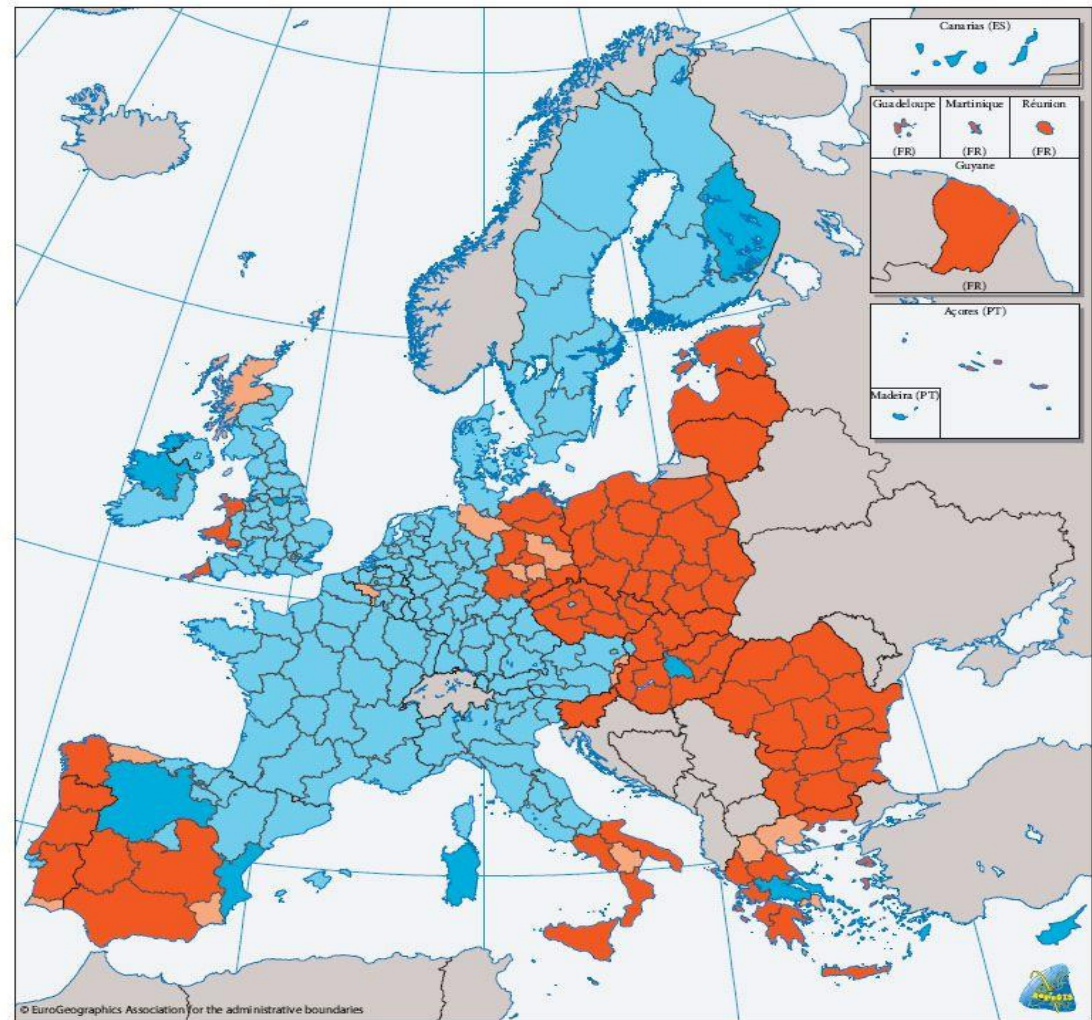 Canarias (ES)
Guadeloupe
Martinique
Réunion
(FR)
(FR)
(FR)
Guyane
(FR)
Açores (PT)
Madeira (PT)
© EuroGeographics Association for the administrative boundaries